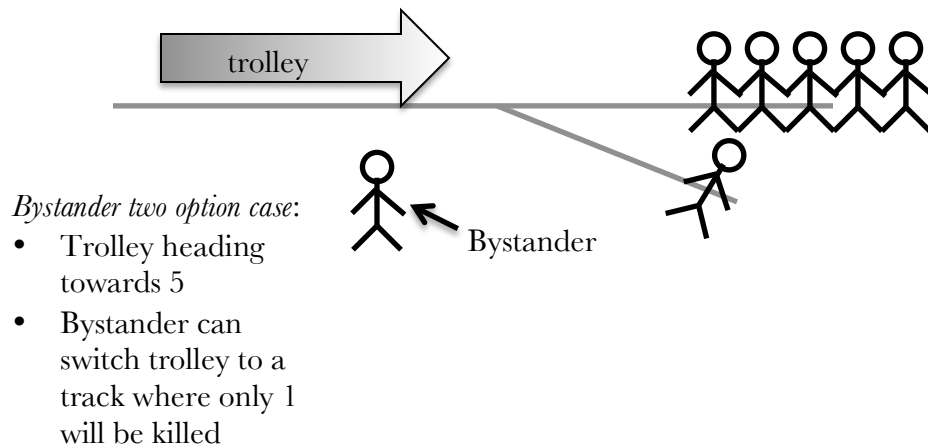 trolley
Bystander two option case:
• Trolley heading
towards 5
• Bystander can
switch trolley to a
track where only 1
will be killed
Bystander